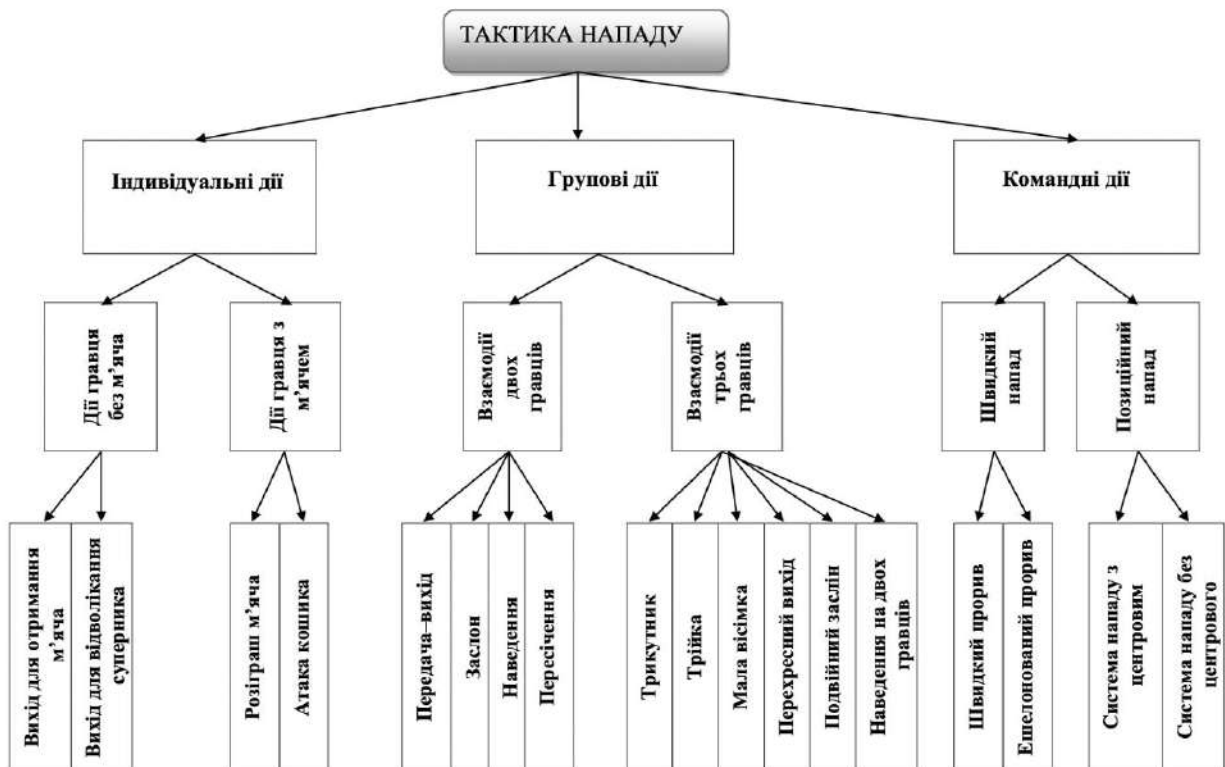 ТАКТИКА НАПАДУ
Індивідуальні дії
Групові дії
Командні дії
Дії гравця
без м’яча
Дії гравця з
м’ячем
Взаємодії
двох
гравців
Взаємодії
трьох
гравців
Швидкий
напад
Позиційний
напад
Вихід для отримання
м’яча
Вихід для відволікання
суперника
Розіграш м’яча
Атака кошика
Передача–вихід
Заслон
Наведення
Пересічення
Трикутник
Трійка
Мала вісімка
Перехресний вихід
Подвійний заслін
Наведення на двох
гравців
Швидкий прорив
Ешелонований прорив
Система нападу з
центровим
Система нападу без
центрового